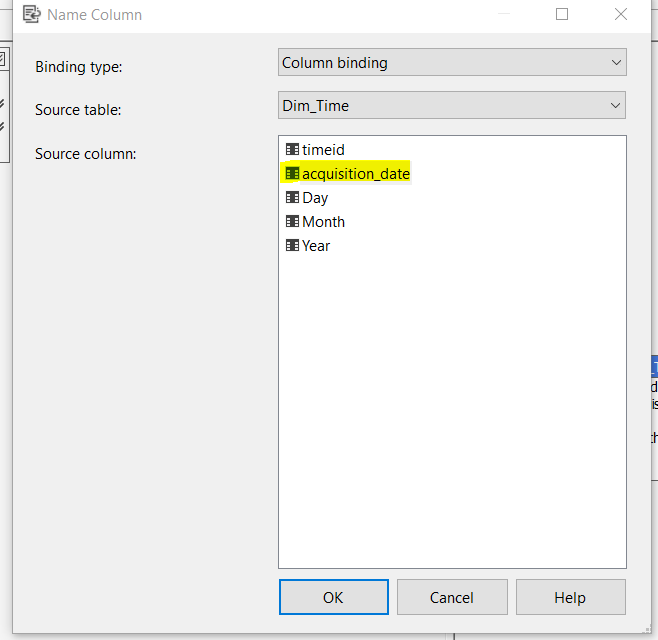 Name Column
Binding type:
Column binding
Source table:
Dim_Time
Source column:
timeid
acquisition_date
Day
Month
Year
OK
Cancel
Help